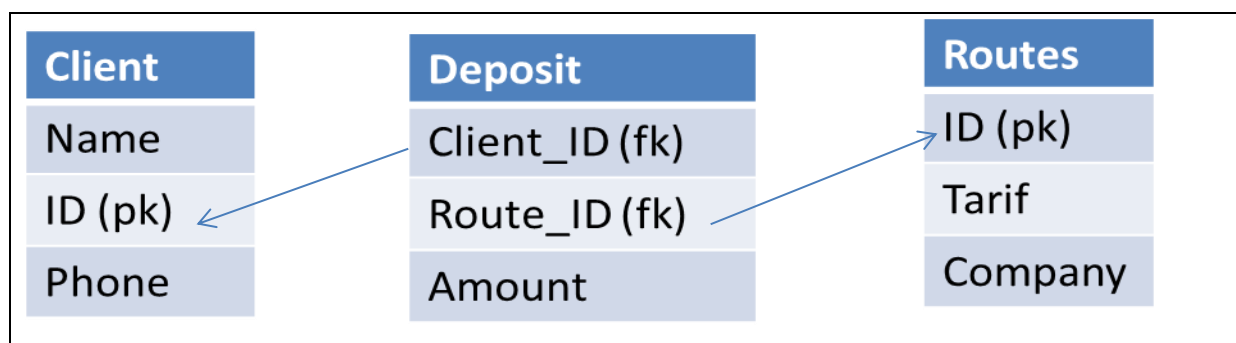 Client
Name
ID (pk)
Phone
Deposit
Client_ID (fk)
Route_ID (fk)
Amount
Routes
ID (pk)
Tarif
Company